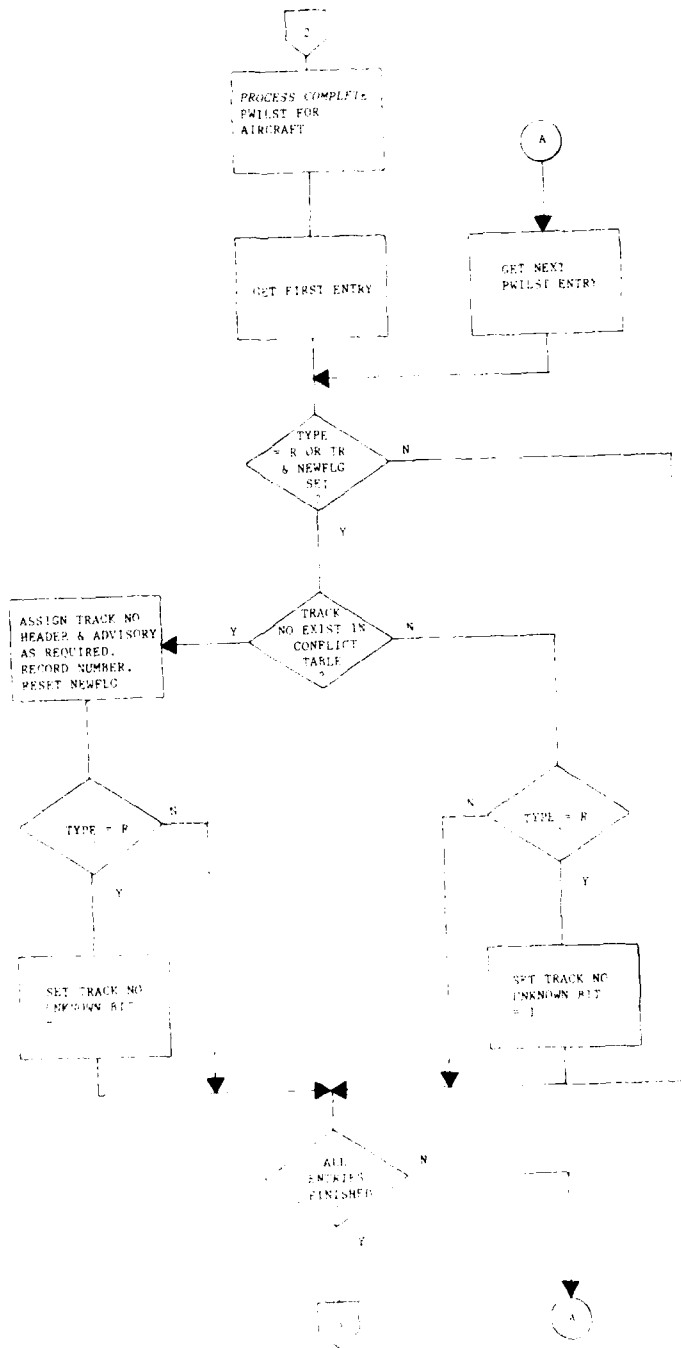 2
PROCESS COMPLETE
PWILST FOR
AIRCRAFT
A
GET FIRST ENTRY
GET NEXT
PWILST ENTRY
TYPE
= R OR TR
& NEWFLG
SET
?
N
Y
ASSIGN TRACK NO
HEADER & ADVISORY
AS REQUIRED.
RECORD NUMBER.
RESET NEWFLG
Y
TRACK
NO EXIST IN
CONFLICT
TABLE
?
N
TYPE = R
N
Y
N
TYPE = R
Y
SET TRACK NO
UNKNOWN BIT
=
SET TRACK NO
UNKNOWN BIT
= 1
ALL
ENTRIES
FINISHED
N
Y
A